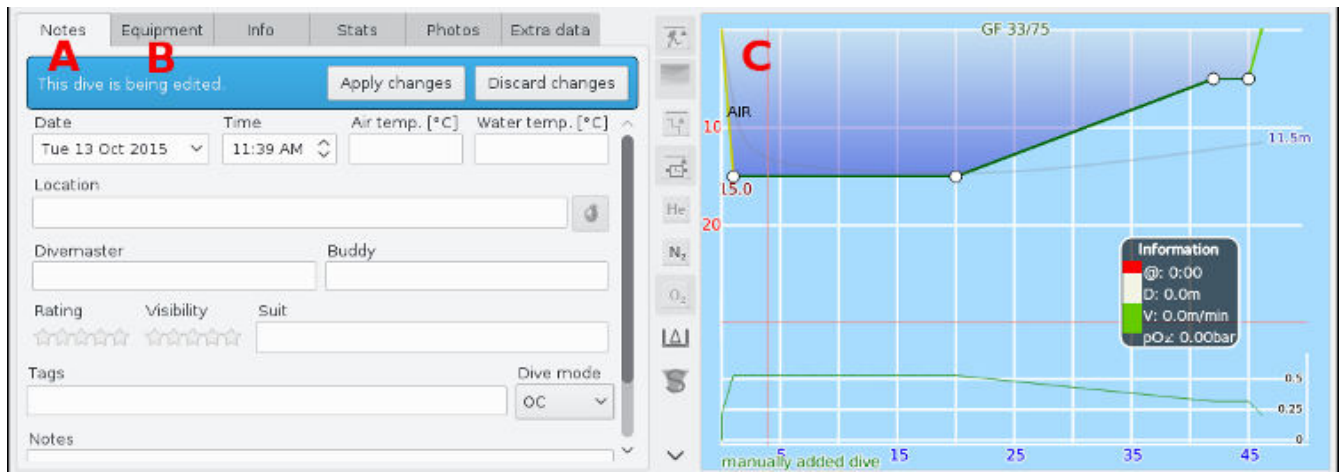 Notes Equipment Info Stats Photos Extra data
A B
This dive is being edited. Apply changes Discard changes
Date Time Air temp. [°C] Water temp. [°C]
Tue 13 Oct 2015 11:39 AM
Location
Divemaster Buddy
Rating Visibility Suit
Tags Dive mode
OC
Notes
He
N₂
O₂
GF 33/75
C
AIR
10
11.5m
15.0
20
Information
@: 0:00
D: 0.0m
V: 0.0m/min
pO₂: 0.00bar
0.5
0.25
0
5 15 25 35 45
manually added dive